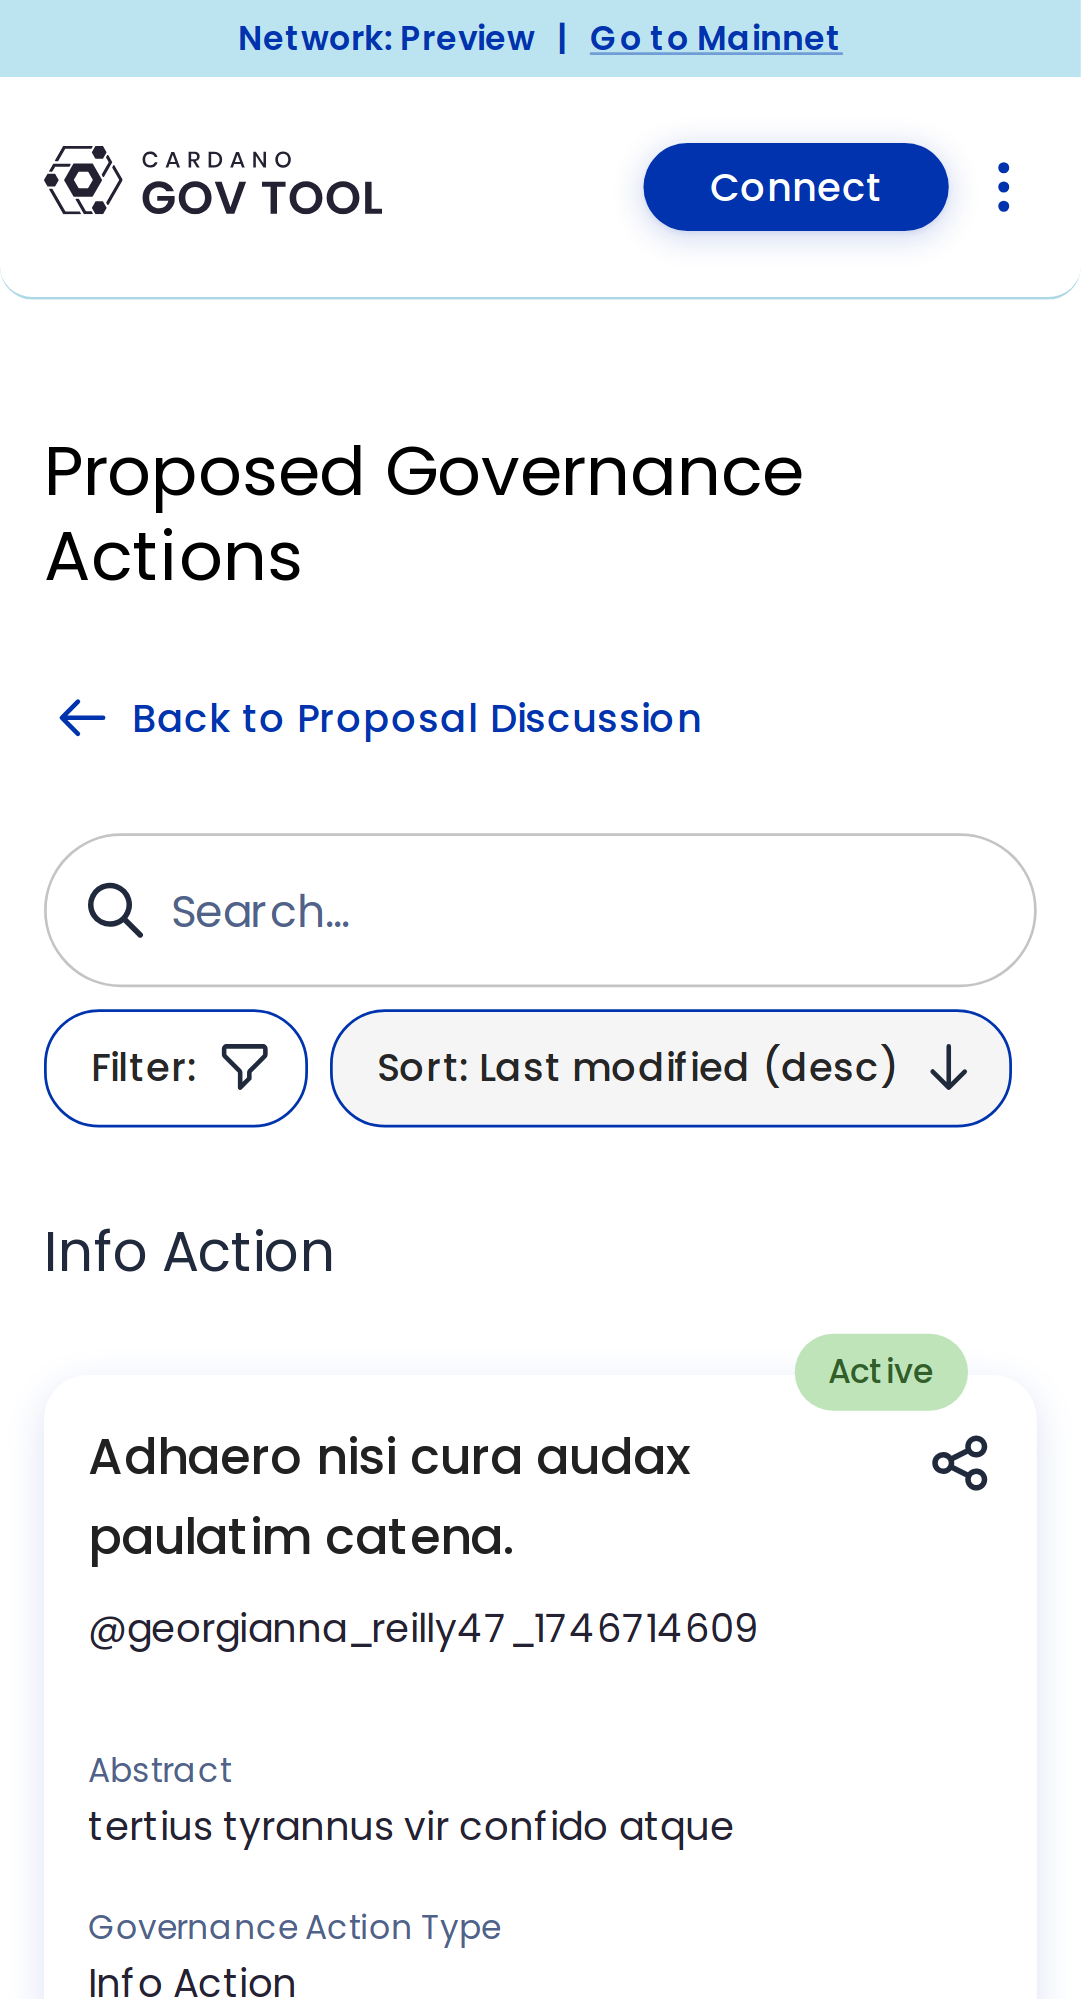 Network: Preview | Go to Mainnet
CARDANO
GOV TOOL
Connect
Proposed Governance
Actions
Back to Proposal Discussion
Search...
Filter:
Sort: Last modified (desc)
Info Action
Active
Adhaero nisi cura audax
paulatim catena.
@georgianna_reilly47_1746714609
Abstract
tertius tyrannus vir confido atque
Governance Action Type
Info Action